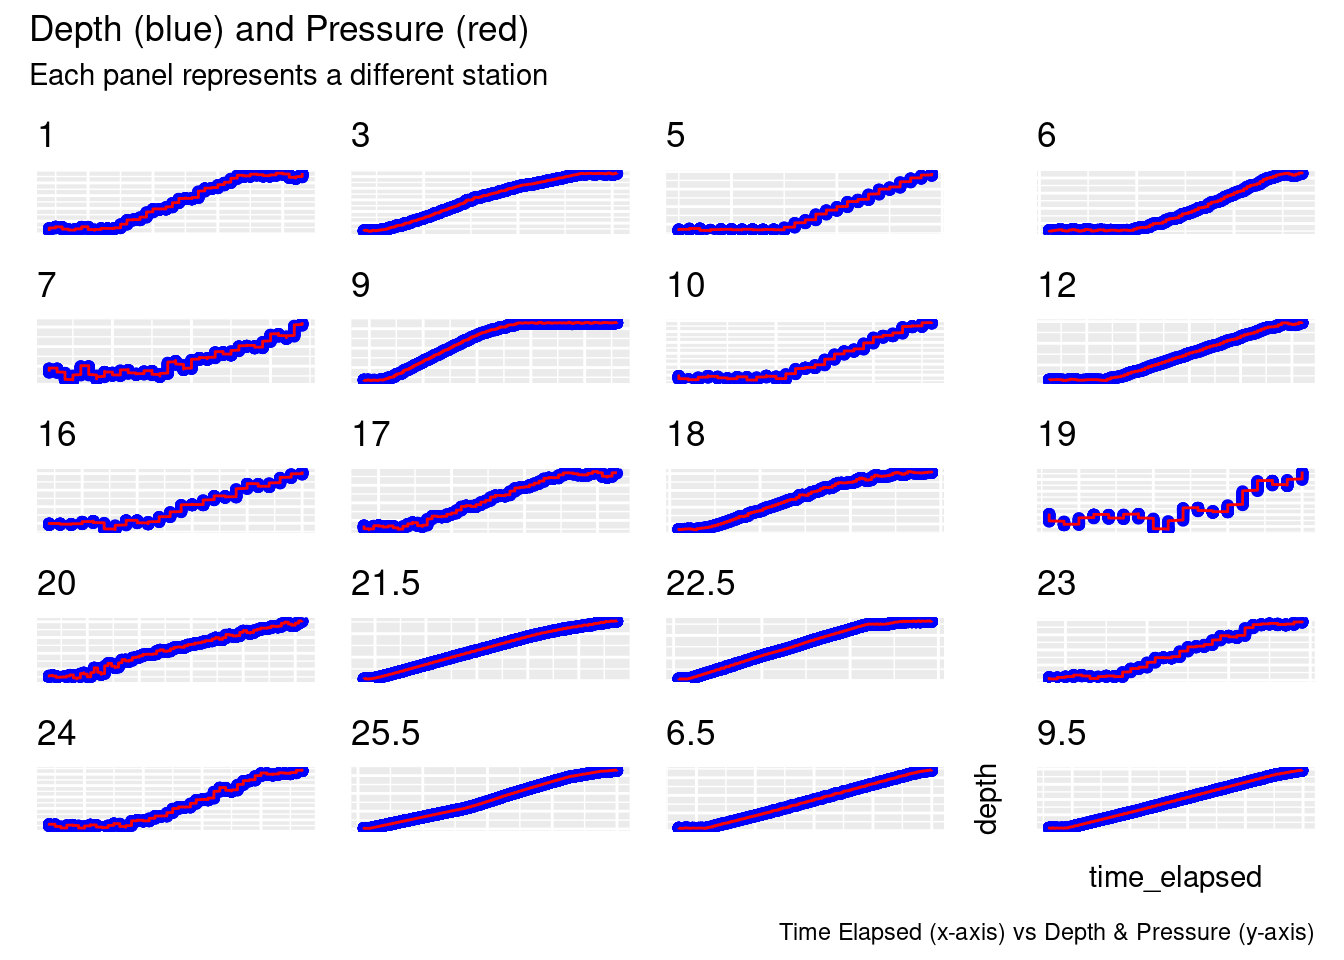 Depth (blue) and Pressure (red)
Each panel represents a different station
1 3 5 6
7 9 10 12
16 17 18 19
20 21.5 22.5 23
24 25.5 6.5 9.5
depth
time_elapsed
Time Elapsed (x-axis) vs Depth & Pressure (y-axis)